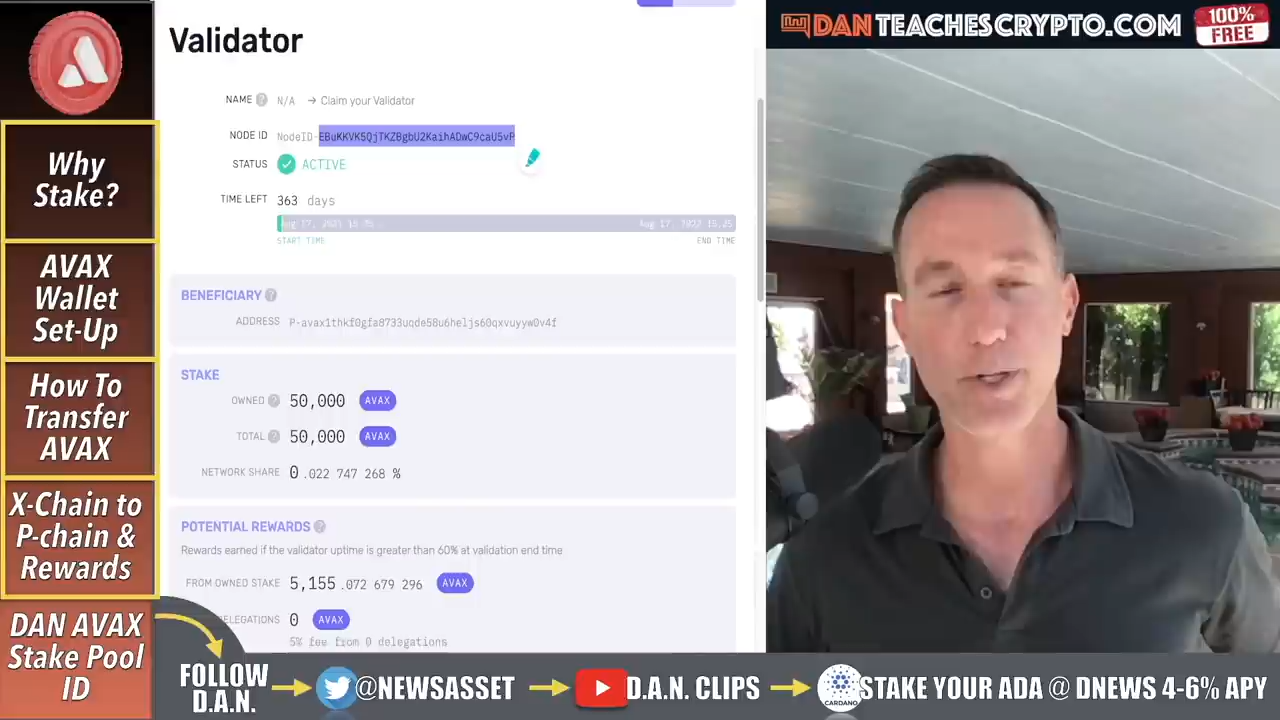 DANTEACHESCRYPTO.COM
100%
FREE
Why
Stake?
AVAX
Wallet
Set-Up
How To
Transfer
AVAX
X-Chain to
P-chain &
Rewards
DAN AVAX
Stake Pool
ID
Validator
NAME ? N/A → Claim your Validator
NODE ID NodeID-EBuKKVK5QjTKZBgbU2KaihADwC9caU5vP
STATUS ACTIVE
TIME LEFT 363 days
START TIME END TIME
BENEFICIARY ?
ADDRESS P-avax1thkf0gfa8733uqde58u6heljs60qxvuyyw0v4f
STAKE
OWNED ? 50,000 AVAX
TOTAL ? 50,000 AVAX
NETWORK SHARE 0.022 747 268 %
POTENTIAL REWARDS ?
Rewards earned if the validator uptime is greater than 60% at validation end time
FROM OWNED STAKE 5,155.072 679 296 AVAX
0 AVAX
5% fee from 0 delegations
FOLLOW
D.A.N.
@NEWSASSET
D.A.N. CLIPS
CARDANO
STAKE YOUR ADA @ DNEWS 4-6% APY